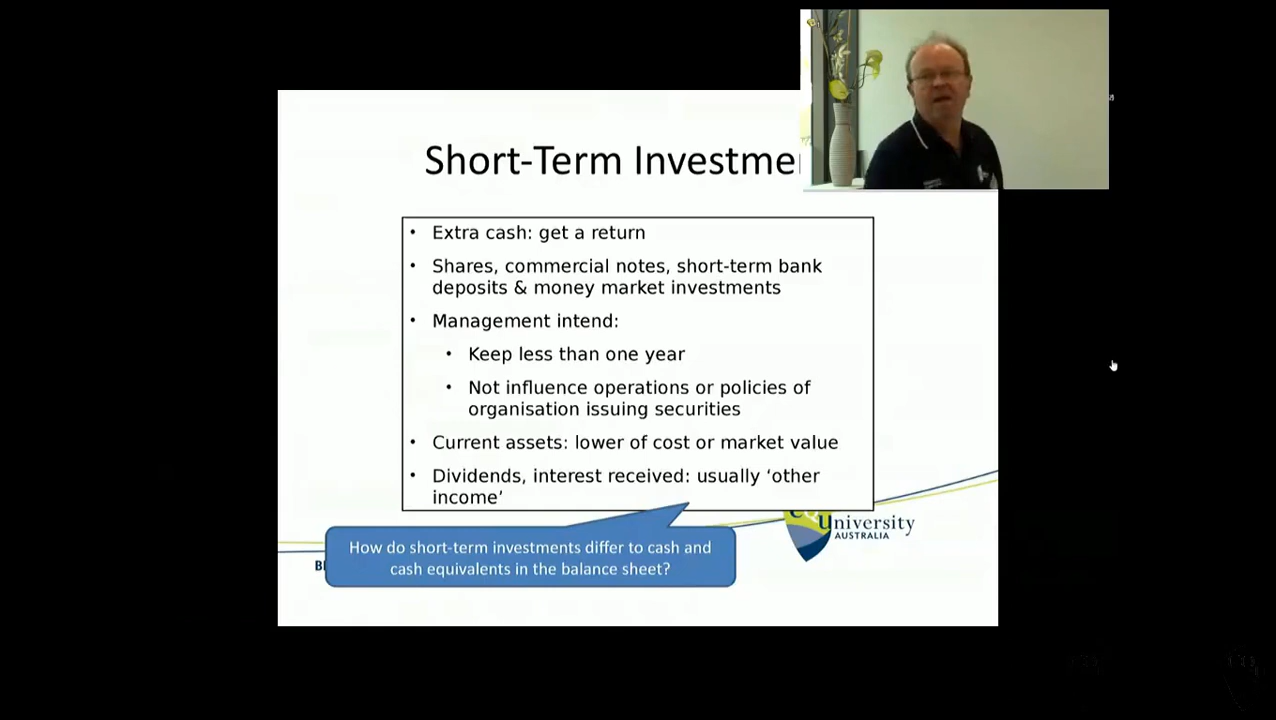 Short-Term Investme
• Extra cash: get a return
• Shares, commercial notes, short-term bank
deposits & money market investments
• Management intend:
• Keep less than one year
• Not influence operations or policies of
organisation issuing securities
• Current assets: lower of cost or market value
• Dividends, interest received: usually ‘other
income’
How do short-term investments differ to cash and
cash equivalents in the balance sheet?
CQUniversity
AUSTRALIA